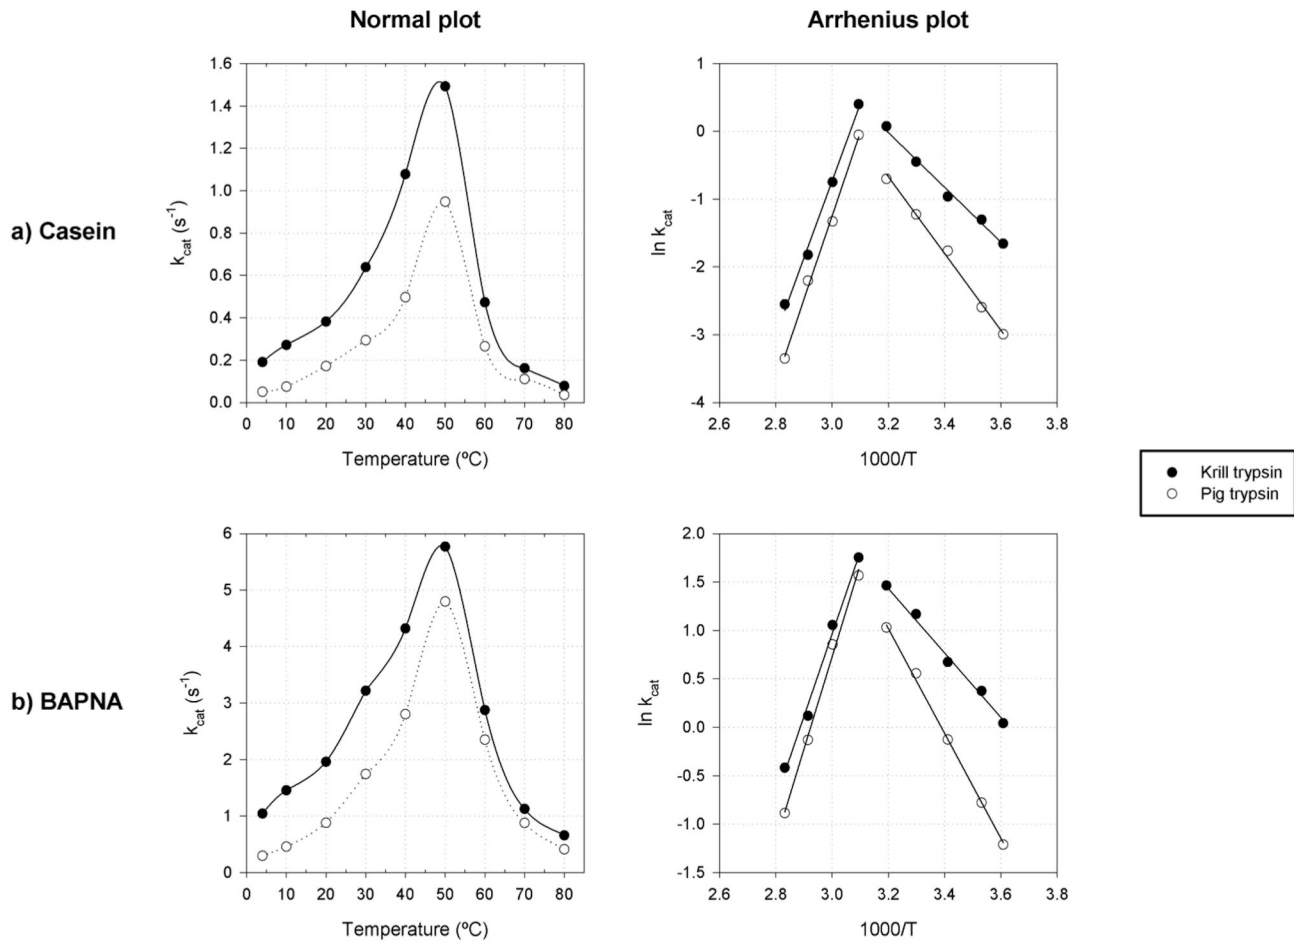 Normal plot
Arrhenius plot
a) Casein
k_cat (s⁻¹)
1.6
1.4
1.2
1.0
0.8
0.6
0.4
0.2
0.0
0 10 20 30 40 50 60 70 80
Temperature (ºC)
ln k_cat
1
0
-1
-2
-3
-4
2.6 2.8 3.0 3.2 3.4 3.6 3.8
1000/T
Krill trypsin
Pig trypsin
b) BAPNA
k_cat (s⁻¹)
6
5
4
3
2
1
0
0 10 20 30 40 50 60 70 80
Temperature (ºC)
ln k_cat
2.0
1.5
1.0
0.5
0.0
-0.5
-1.0
-1.5
2.6 2.8 3.0 3.2 3.4 3.6 3.8
1000/T